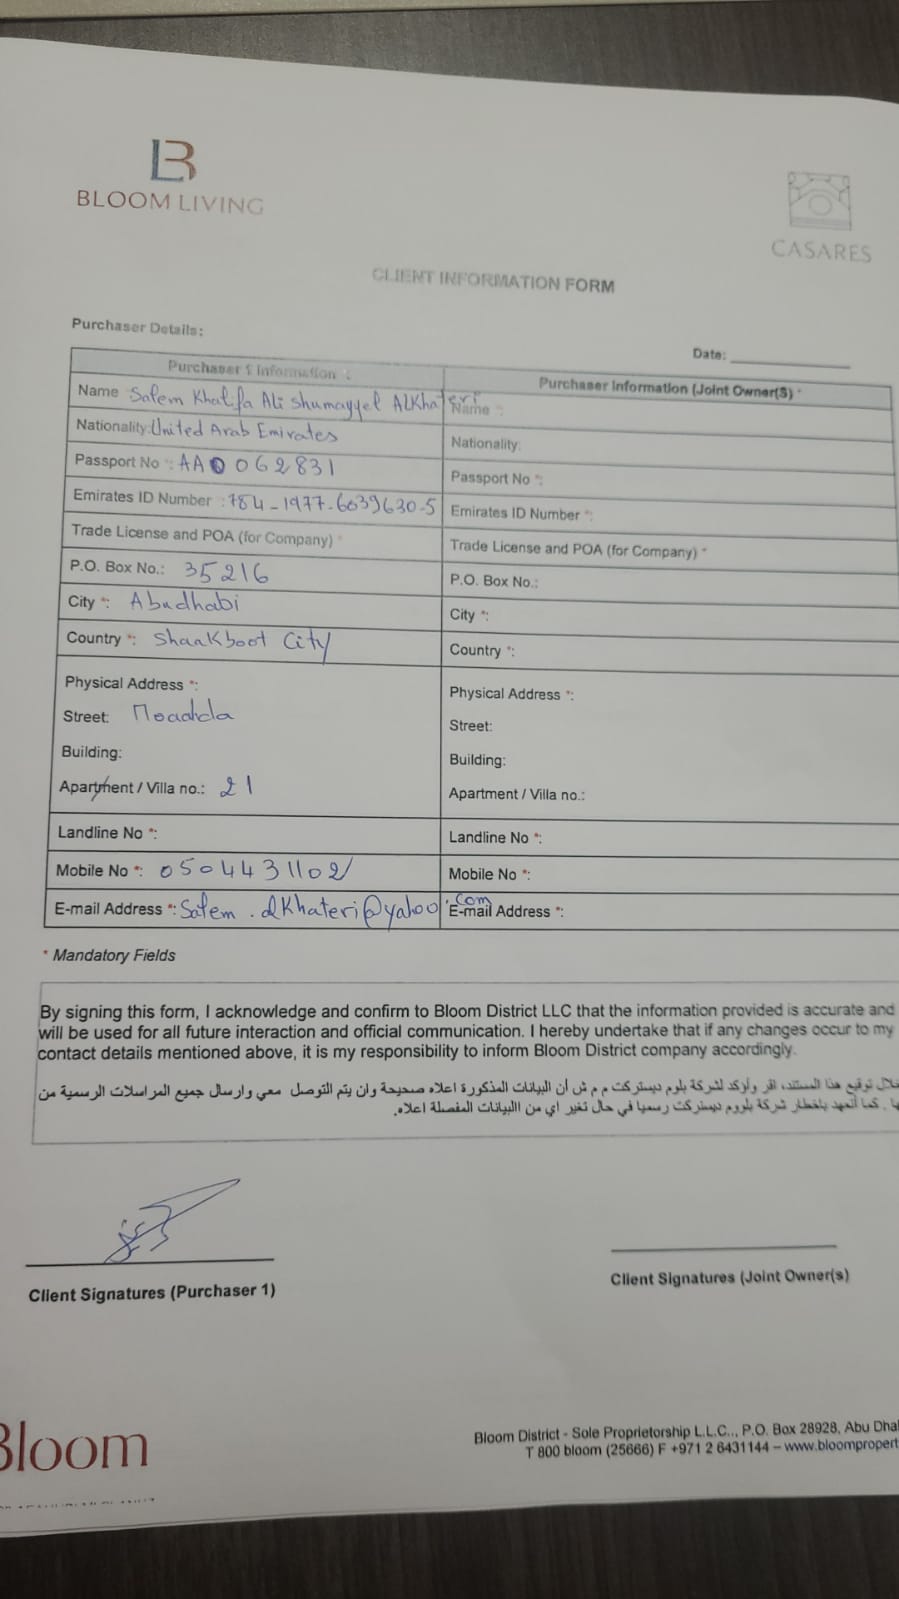 BLOOM LIVING
CASARES
CLIENT INFORMATION FORM
Purchaser Details:
Date:
Purchaser 1 Information :
Purchaser Information (Joint Owner(S) *
Name Salem Khalifa Ali Shumayyel ALKhateri
Name *:
Nationality: United Arab Emirates
Nationality:
Passport No *: AA0062831
Passport No *:
Emirates ID Number : 784-1977-6039630-5
Emirates ID Number *:
Trade License and POA (for Company) *
Trade License and POA (for Company) *
P.O. Box No.: 35216
P.O. Box No.:
City *: Abudhabi
City *:
Country *: Shaakboot City
Country *:
Physical Address *:
Street: Moahda
Building:
Apartment / Villa no.: 21
Physical Address *:
Street:
Building:
Apartment / Villa no.:
Landline No *:
Landline No *:
Mobile No *: 0504431102
Mobile No *:
E-mail Address *: Salem.alKhateri@yahoo.com
E-mail Address *:
* Mandatory Fields
By signing this form, I acknowledge and confirm to Bloom District LLC that the information provided is accurate and
will be used for all future interaction and official communication. I hereby undertake that if any changes occur to my
contact details mentioned above, it is my responsibility to inform Bloom District company accordingly.
توقيع هذا المستند، اقر وأوكد لشركة بلوم ديستركت م م ش أن البيانات المذكورة اعلاه صحيحة وان يتم التوصل معي وارسال جميع المراسلات الرسمية من
. كما أتعهد باخطار شركة بلووم ديستركت رسميا في حال تغير اي من االبيانات المفصلة اعلاه.
Client Signatures (Purchaser 1)
Client Signatures (Joint Owner(s)
Bloom
Bloom District - Sole Proprietorship L.L.C.., P.O. Box 28928, Abu Dha
T 800 bloom (25666) F +971 2 6431144 – www.bloompropert